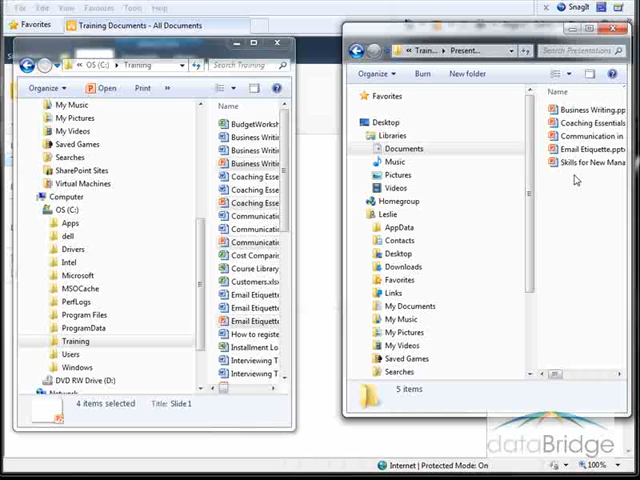 File Edit View Favorites Tools Help
SnagIt
Favorites
Training Documents - All Documents
OS (C:) Training
Search Training
Organize
Open
Print
My Music
My Pictures
My Videos
Saved Games
Searches
SharePoint Sites
Virtual Machines
Computer
OS (C:)
Apps
dell
Drivers
Intel
Microsoft
MSOCache
PerfLogs
Program Files
ProgramData
Training
Users
Windows
DVD RW Drive (D:)
Network
Name
BudgetWorksh
Business Writin
Business Writin
Business Writin
Coaching Esse
Coaching Esse
Coaching Esse
Communicatio
Communicatio
Communicatio
Cost Comparis
Course Library
Customers.xlsx
Email Etiquette
Email Etiquette
Email Etiquette
How to registe
Installment Lo
Interviewing T
Interviewing T
4 items selected
Title: Slide 1
« Train... Present...
Search Presentations
Organize
Burn
New folder
Favorites
Desktop
Libraries
Documents
Music
Pictures
Videos
Homegroup
Leslie
AppData
Contacts
Desktop
Downloads
Favorites
Links
My Documents
My Music
My Pictures
My Videos
Saved Games
Searches
Name
Business Writing.pp
Coaching Essentials
Communication in
Email Etiquette.pptx
Skills for New Mana
5 items
dataBridge
Internet | Protected Mode: On
100%